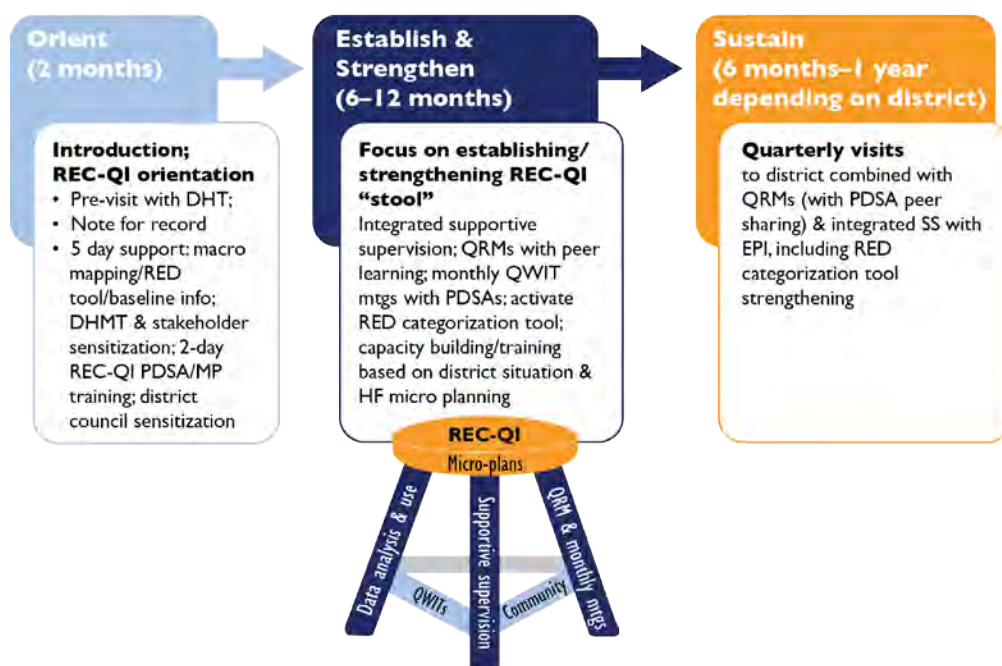 Orient
(2 months)
Introduction;
REC-QI orientation
• Pre-visit with DHT;
• Note for record
• 5 day support: macro
mapping/RED
tool/baseline info;
DHMT & stakeholder
sensitization; 2-day
REC-QI PDSA/MP
training; district
council sensitization
Establish &
Strengthen
(6–12 months)
Focus on establishing/
strengthening REC-QI
“stool”
Integrated supportive
supervision; QRMs with peer
learning; monthly QWIT
mtgs with PDSAs; activate
RED categorization tool;
capacity building/training
based on district situation &
HF micro planning
Sustain
(6 months–1 year
depending on district)
Quarterly visits
to district combined with
QRMs (with PDSA peer
sharing) & integrated SS with
EPI, including RED
categorization tool
strengthening
REC-QI
Micro-plans
Data analysis & use
Supportive supervision
QRM & monthly mtgs
QWITs
Community